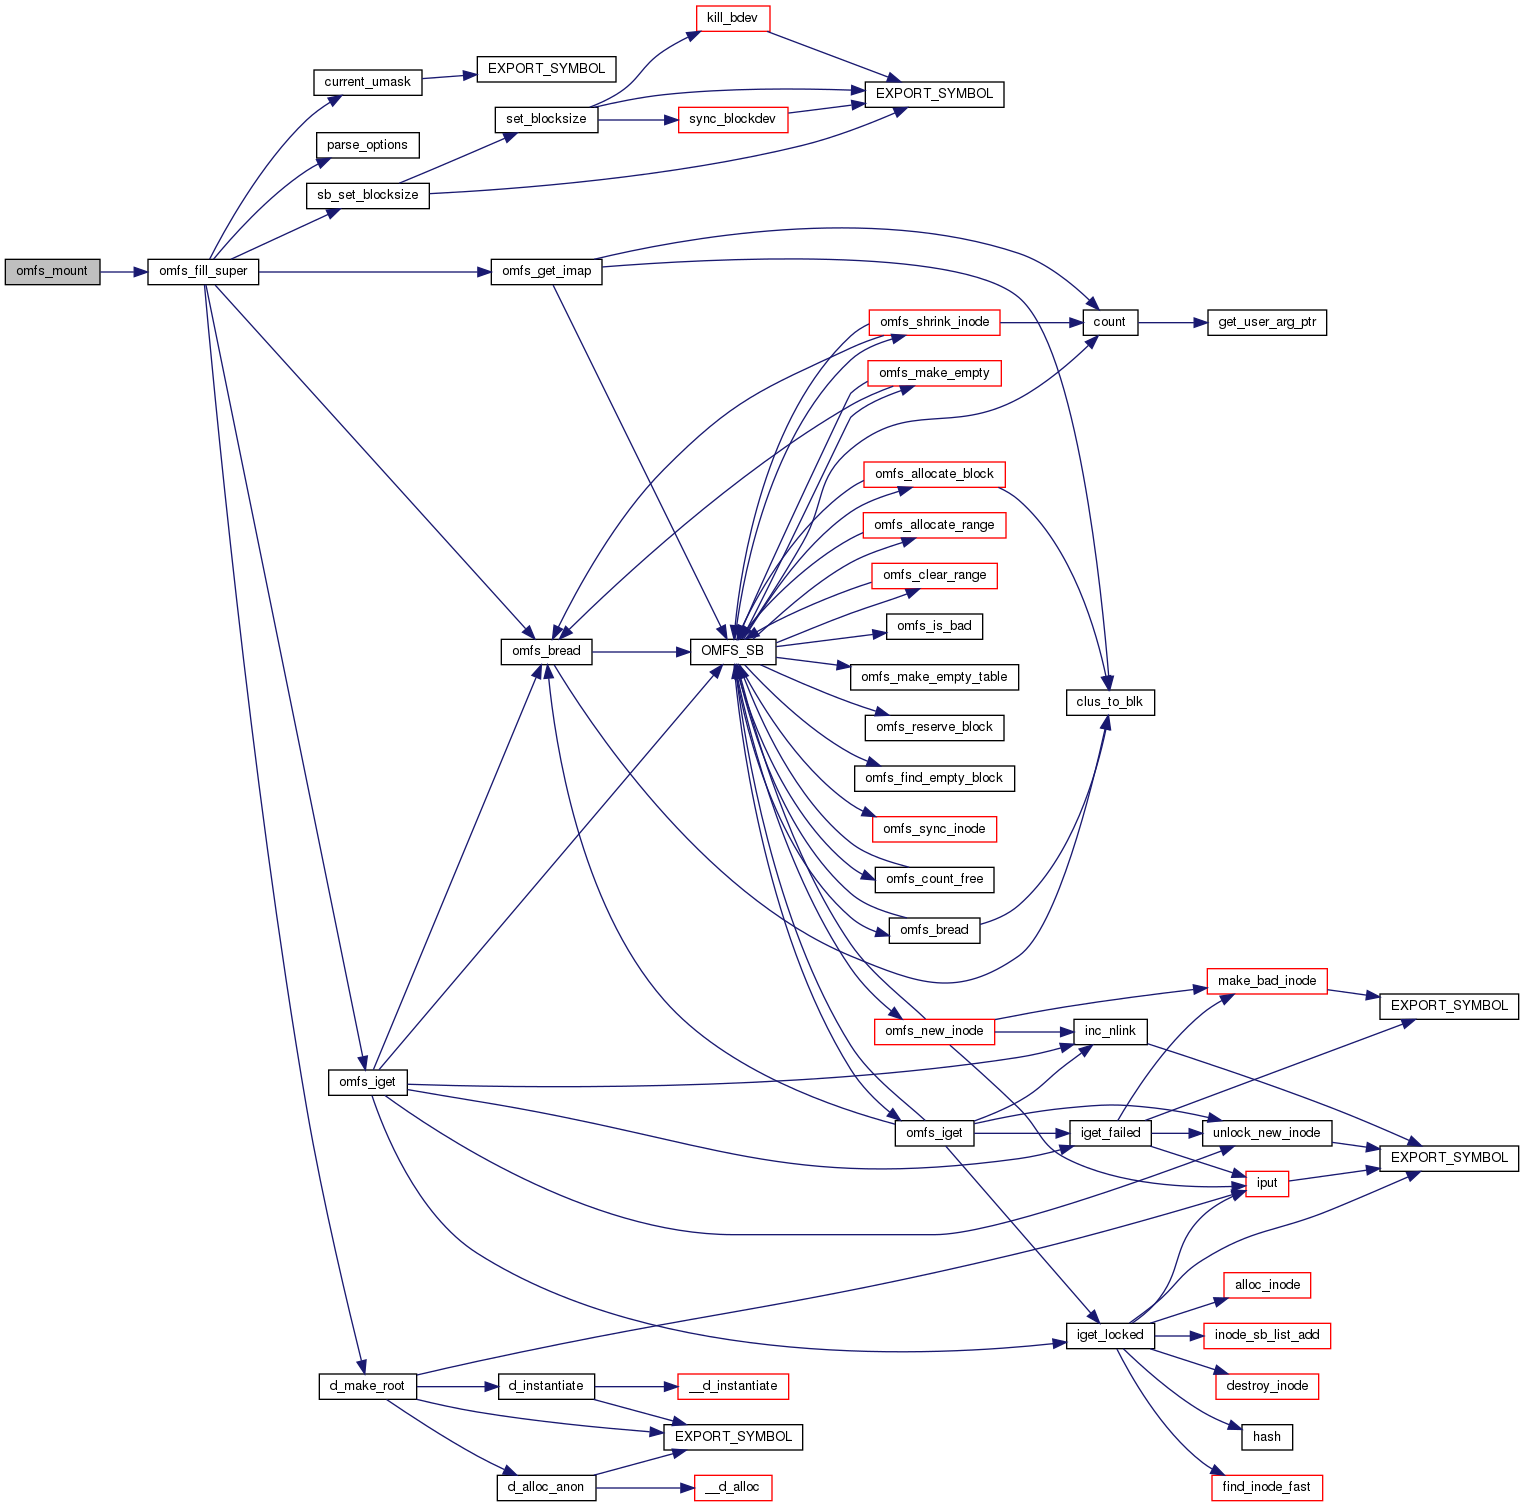 kill_bdev
current_umask
EXPORT_SYMBOL
EXPORT_SYMBOL
set_blocksize
sync_blockdev
parse_options
sb_set_blocksize
omfs_mount
omfs_fill_super
omfs_get_imap
omfs_shrink_inode
count
get_user_arg_ptr
omfs_make_empty
omfs_allocate_block
omfs_allocate_range
omfs_clear_range
omfs_is_bad
omfs_bread
OMFS_SB
omfs_make_empty_table
clus_to_blk
omfs_reserve_block
omfs_find_empty_block
omfs_sync_inode
omfs_count_free
omfs_bread
make_bad_inode
EXPORT_SYMBOL
omfs_new_inode
inc_nlink
omfs_iget
omfs_iget
iget_failed
unlock_new_inode
EXPORT_SYMBOL
iput
alloc_inode
iget_locked
inode_sb_list_add
d_make_root
d_instantiate
__d_instantiate
destroy_inode
EXPORT_SYMBOL
hash
d_alloc_anon
__d_alloc
find_inode_fast